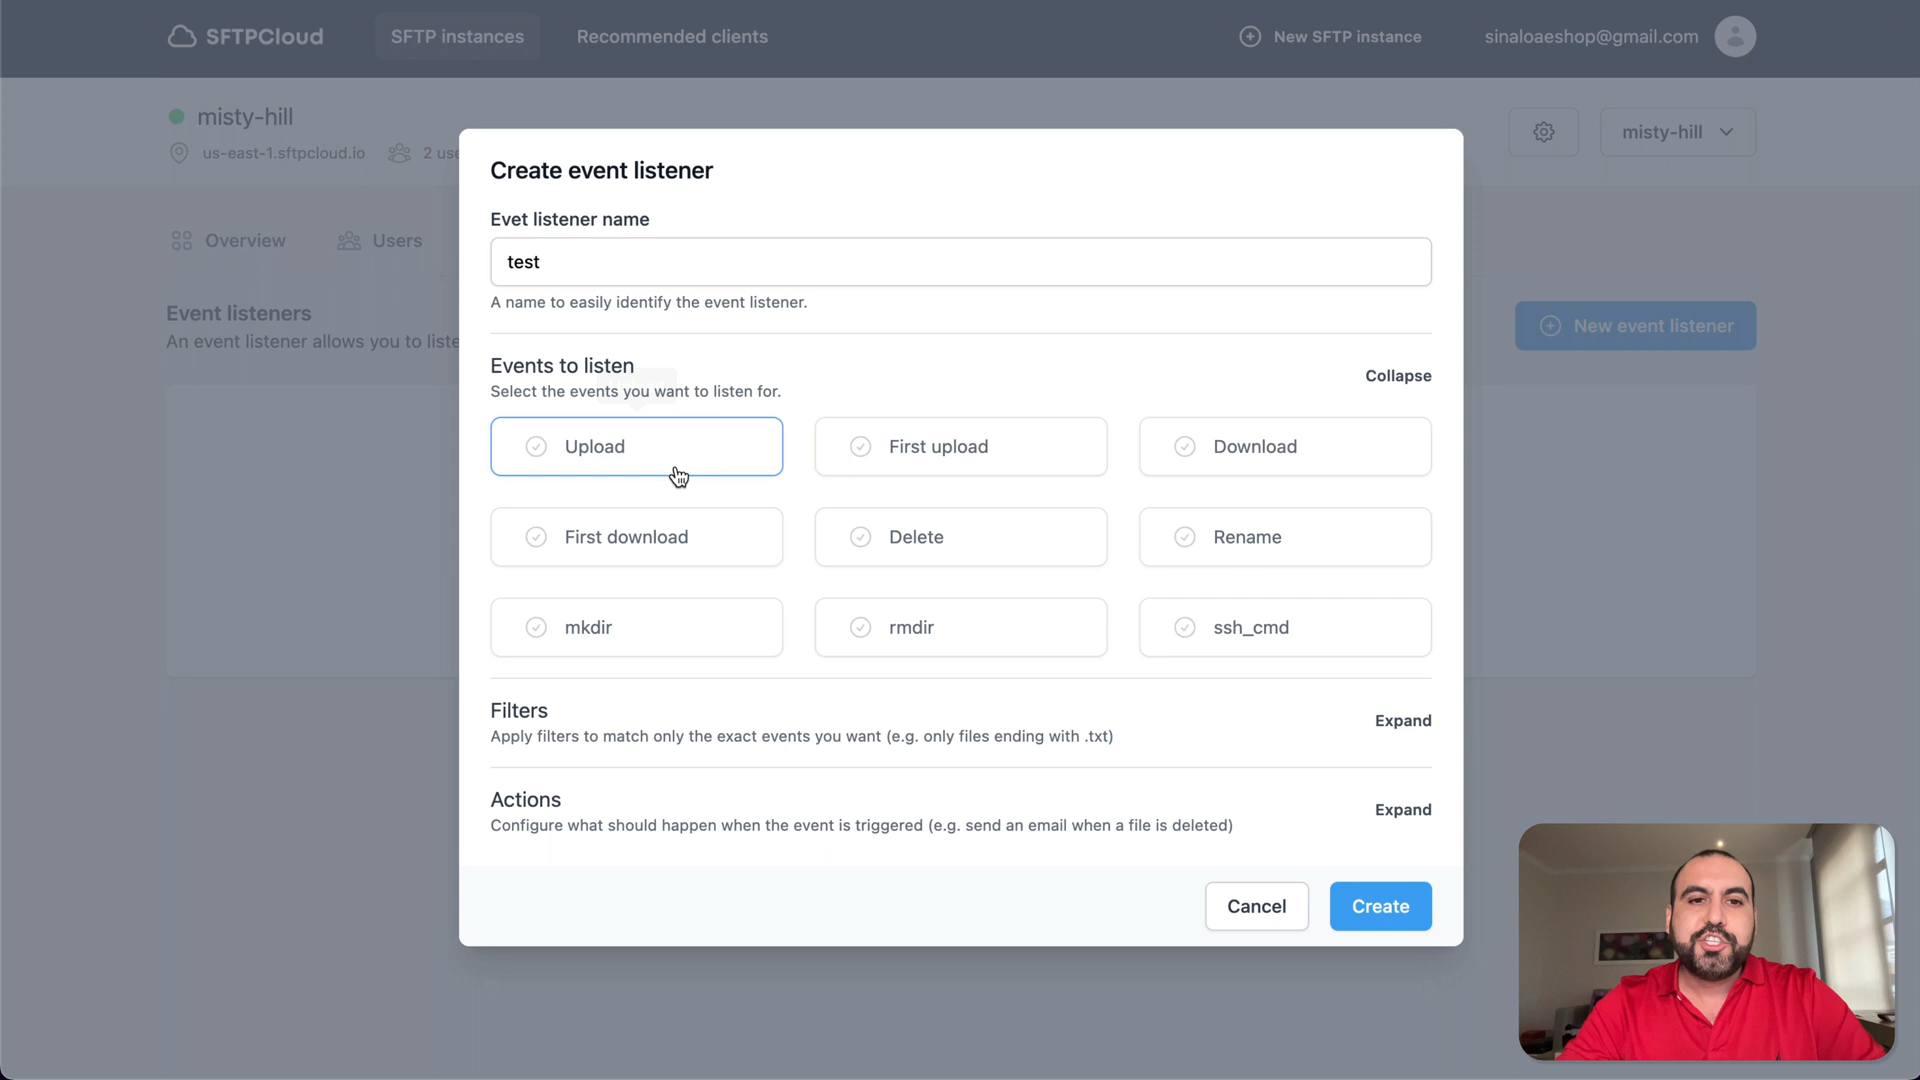 SFTPCloud
SFTP instances
Recommended clients
New SFTP instance
sinaloaeshop@gmail.com
misty-hill
us-east-1.sftpcloud.io
2 use
misty-hill
Overview
Users
Event listeners
An event listener allows you to liste
New event listener
Create event listener
Evet listener name
test
A name to easily identify the event listener.
Events to listen
Select the events you want to listen for.
Collapse
Upload
First upload
Download
First download
Delete
Rename
mkdir
rmdir
ssh_cmd
Filters
Apply filters to match only the exact events you want (e.g. only files ending with .txt)
Expand
Actions
Configure what should happen when the event is triggered (e.g. send an email when a file is deleted)
Expand
Cancel
Create